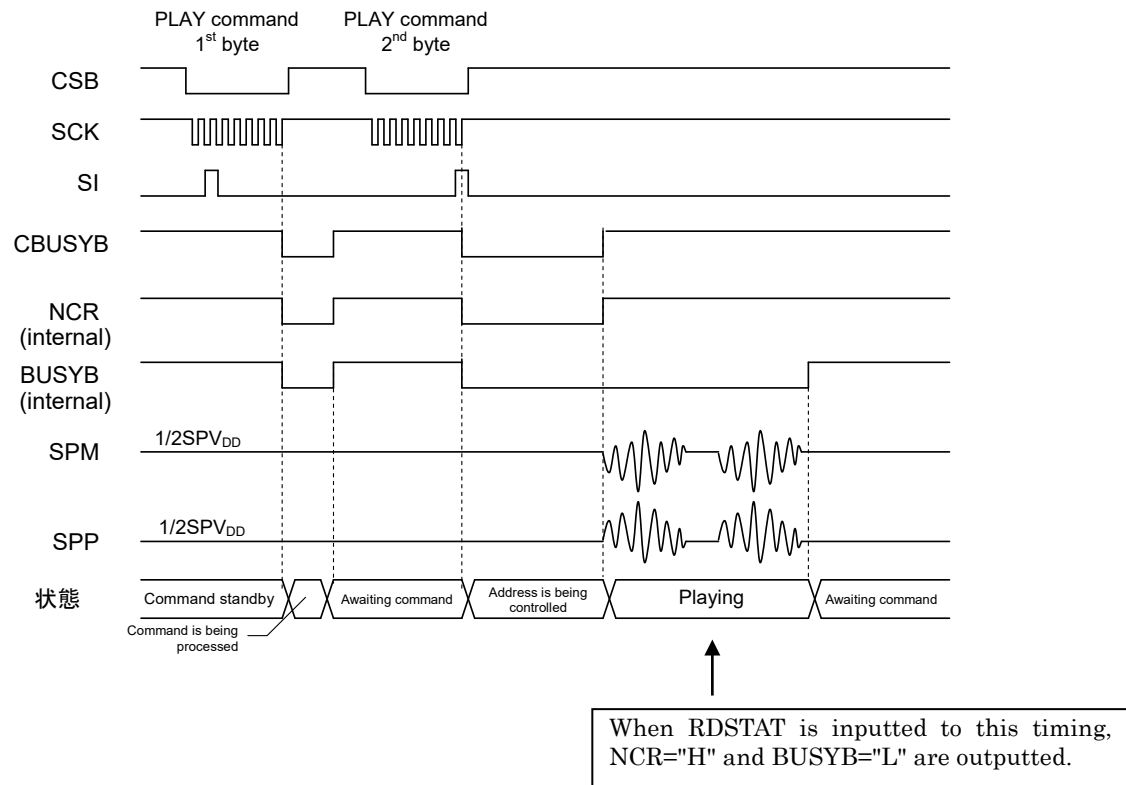 PLAY command
1st byte
PLAY command
2nd byte
CSB
SCK
SI
CBUSYB
NCR
(internal)
BUSYB
(internal)
SPM
1/2SPVDD
SPP
1/2SPVDD
状態
Command standby
Command is being
processed
Awaiting command
Address is being
controlled
Playing
Awaiting command
When RDSTAT is inputted to this timing,
NCR="H" and BUSYB="L" are outputted.